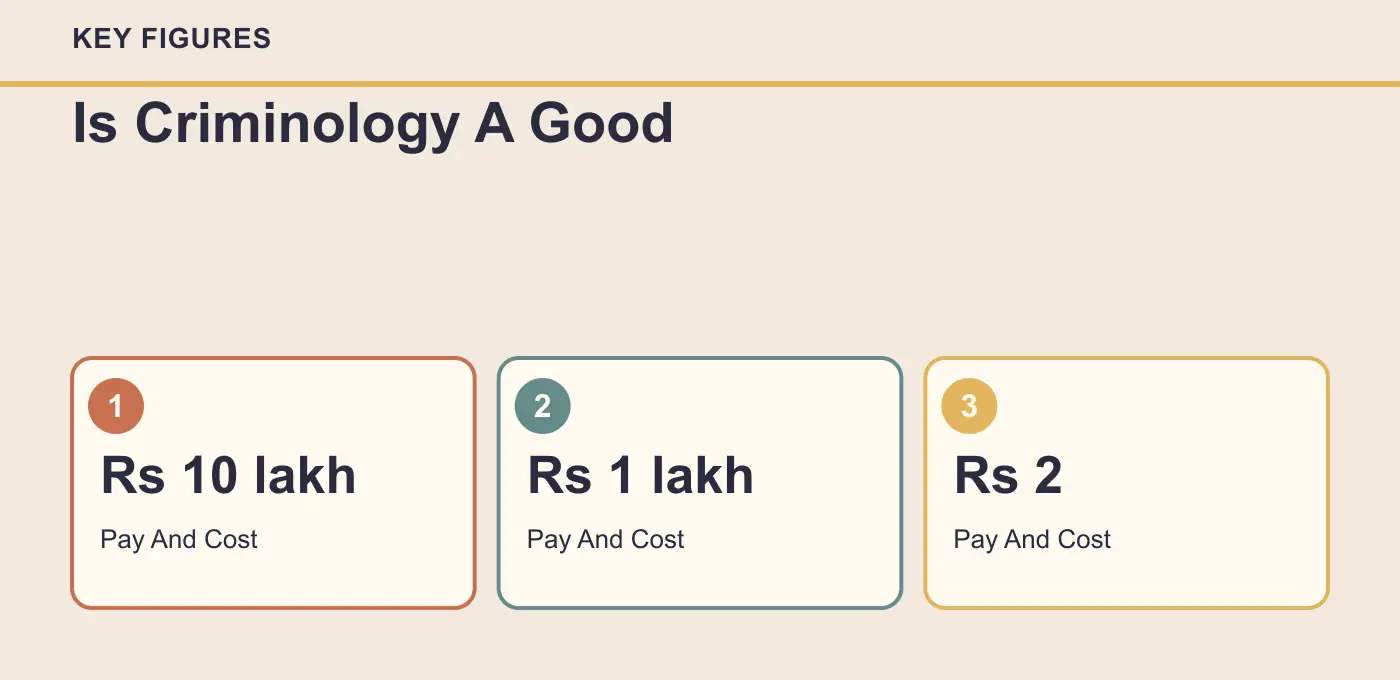 KEY FIGURES
Is Criminology A Good
1
Rs 10 lakh
Pay And Cost
2
Rs 1 lakh
Pay And Cost
3
Rs 2
Pay And Cost